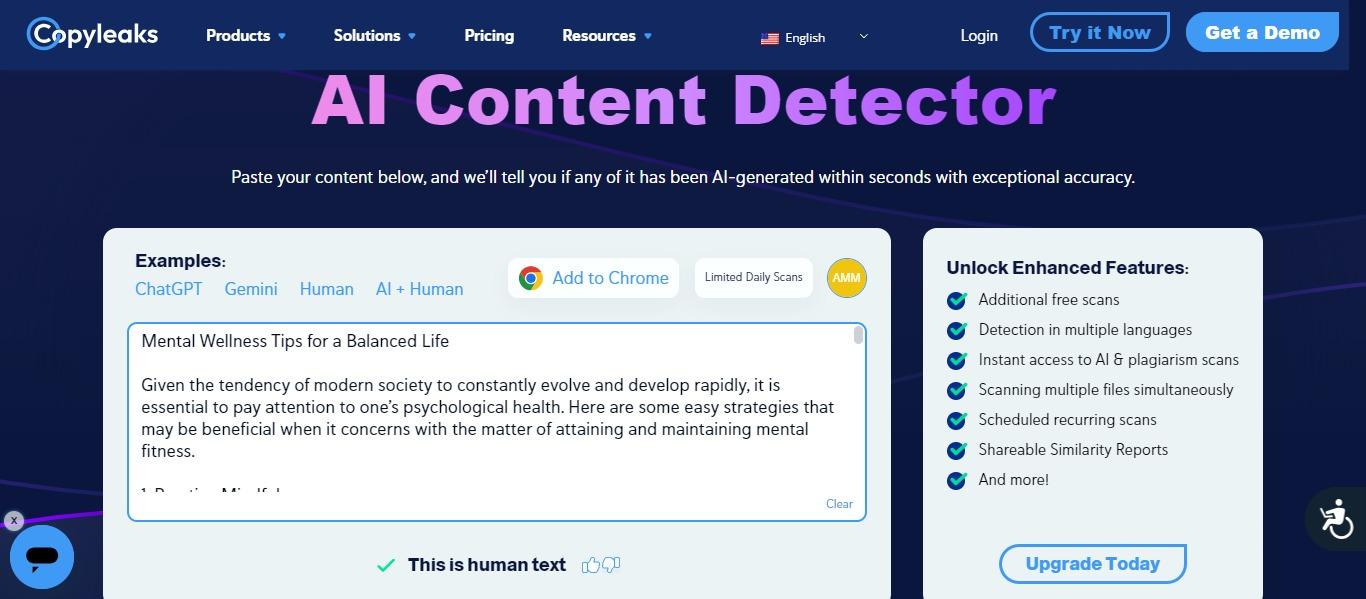 Copyleaks
Products Solutions Pricing Resources English Login Try it Now Get a Demo
AI Content Detector
Paste your content below, and we'll tell you if any of it has been AI-generated within seconds with exceptional accuracy.
Examples:
ChatGPT Gemini Human AI + Human
Add to Chrome
Limited Daily Scans
AMM
Mental Wellness Tips for a Balanced Life
Given the tendency of modern society to constantly evolve and develop rapidly, it is
essential to pay attention to one's psychological health. Here are some easy strategies that
may be beneficial when it concerns with the matter of attaining and maintaining mental
fitness.
Clear
This is human text
Unlock Enhanced Features:
Additional free scans
Detection in multiple languages
Instant access to AI & plagiarism scans
Scanning multiple files simultaneously
Scheduled recurring scans
Shareable Similarity Reports
And more!
Upgrade Today
x